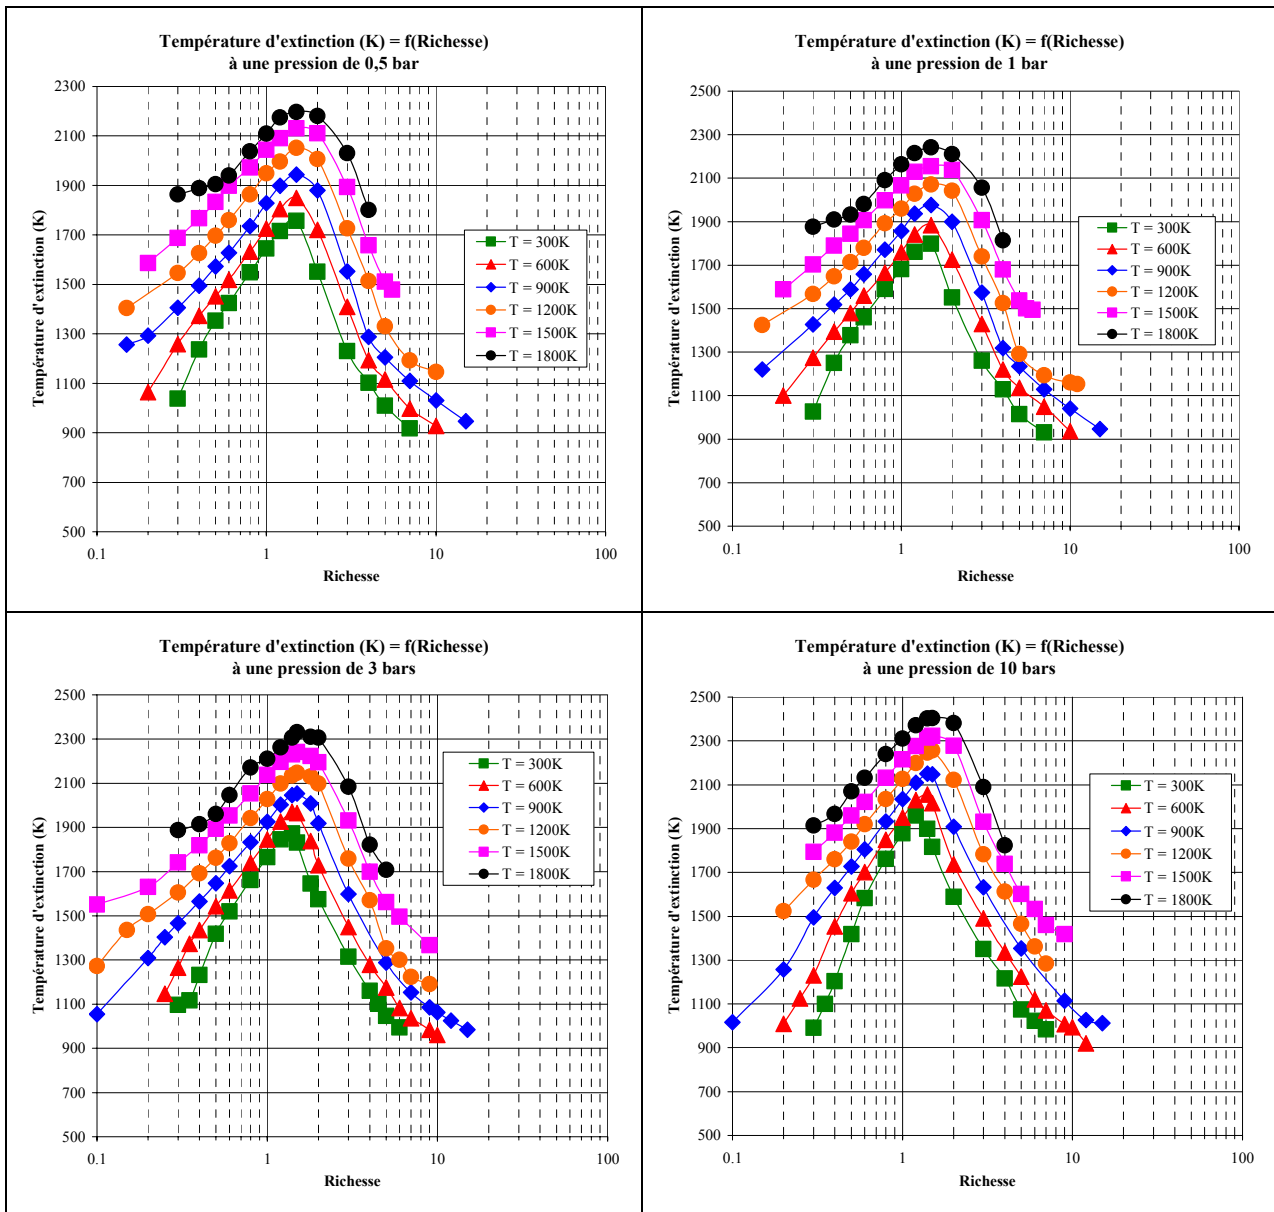 Température d'extinction (K) = f(Richesse)
à une pression de 0,5 bar
2300
2100
1900
1700
1500
1300
1100
900
700
500
Température d'extinction (K)
0.1
1
10
100
Richesse
T = 300K
T = 600K
T = 900K
T = 1200K
T = 1500K
T = 1800K
Température d'extinction (K) = f(Richesse)
à une pression de 1 bar
2500
2300
2100
1900
1700
1500
1300
1100
900
700
500
Température d'extinction (K)
0.1
1
10
100
Richesse
T = 300K
T = 600K
T = 900K
T = 1200K
T = 1500K
T = 1800K
Température d'extinction (K) = f(Richesse)
à une pression de 3 bars
2500
2300
2100
1900
1700
1500
1300
1100
900
700
500
Température d'extinction (K)
0.1
1
10
100
Richesse
T = 300K
T = 600K
T = 900K
T = 1200K
T = 1500K
T = 1800K
Température d'extinction (K) = f(Richesse)
à une pression de 10 bars
2500
2300
2100
1900
1700
1500
1300
1100
900
700
500
Température d'extinction (K)
0.1
1
10
100
Richesse
T = 300K
T = 600K
T = 900K
T = 1200K
T = 1500K
T = 1800K